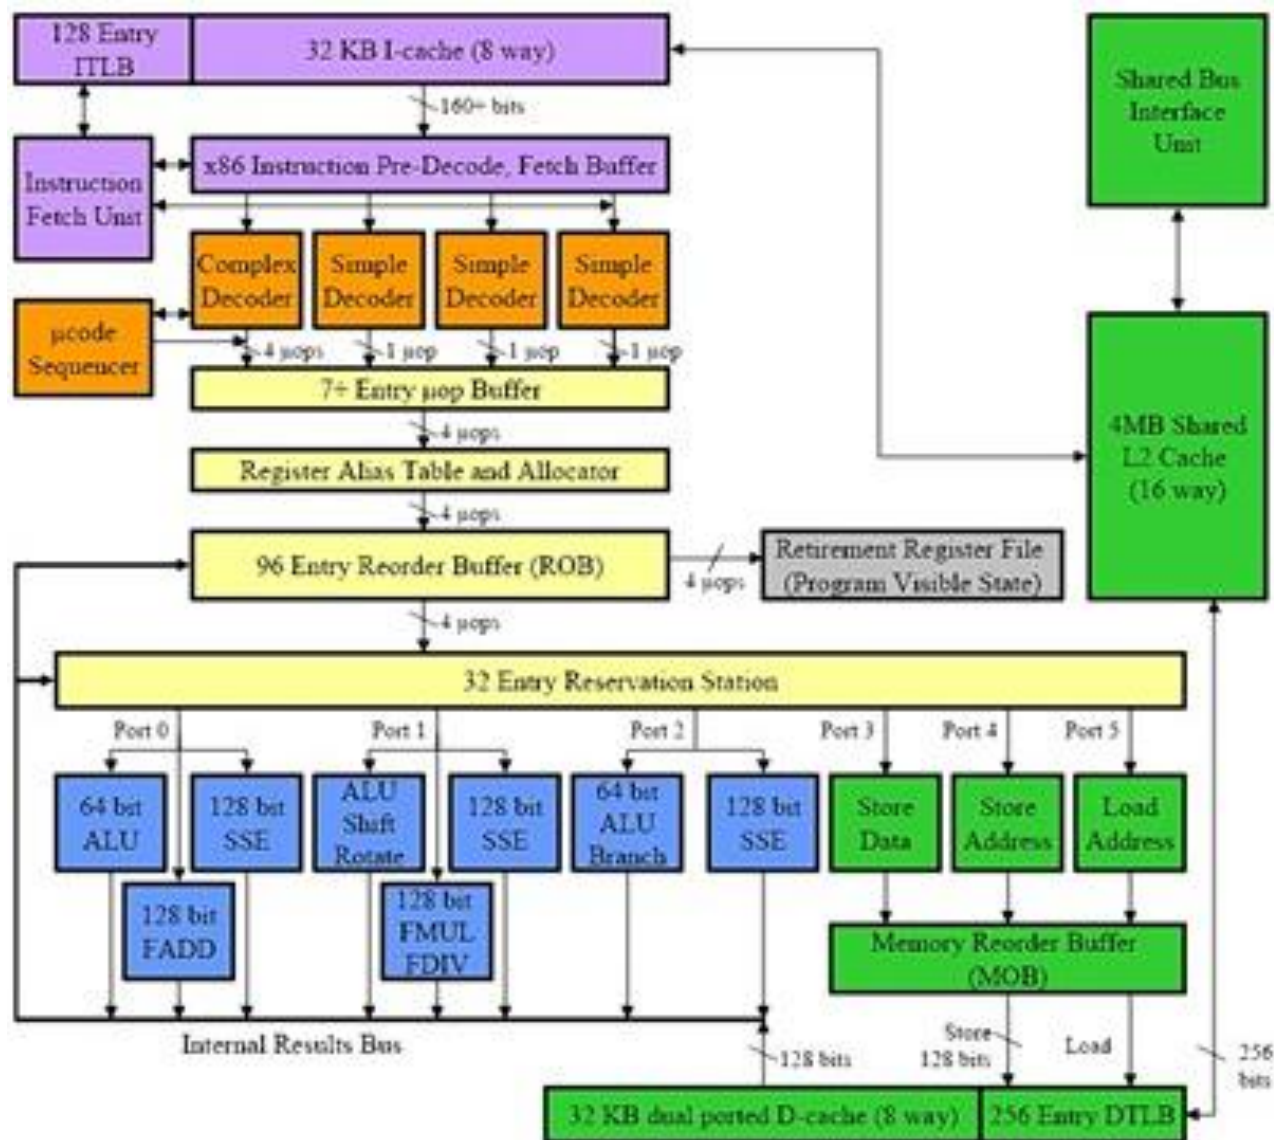 128 Entry
ITLB
32 KB I-cache (8 way)
Shared Bus
Interface
Unit
160+ bits
x86 Instruction Pre-Decode, Fetch Buffer
Instruction
Fetch Unit
Complex
Decoder
Simple
Decoder
Simple
Decoder
Simple
Decoder
µcode
Sequencer
4 µops
1 µop
1 µop
1 µop
7+ Entry µop Buffer
4 µops
Register Alias Table and Allocator
4 µops
4MB Shared
L2 Cache
(16 way)
96 Entry Reorder Buffer (ROB)
4 µops
Retirement Register File
(Program Visible State)
4 µops
32 Entry Reservation Station
Port 0
Port 1
Port 2
Port 3
Port 4
Port 5
64 bit
ALU
128 bit
SSE
ALU
Shift
Rotate
128 bit
SSE
64 bit
ALU
Branch
128 bit
SSE
Store
Data
Store
Address
Load
Address
128 bit
FADD
128 bit
FMUL
FDIV
Memory Reorder Buffer
(MOB)
Internal Results Bus
128 bits
Store
128 bits
Load
256
bits
32 KB dual ported D-cache (8 way)
256 Entry DTLB